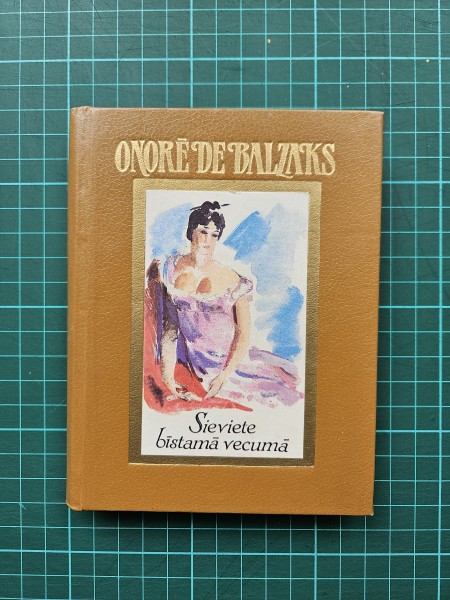 ONORĒ DE BALZAKS
Sieviete
bīstamā vecumā